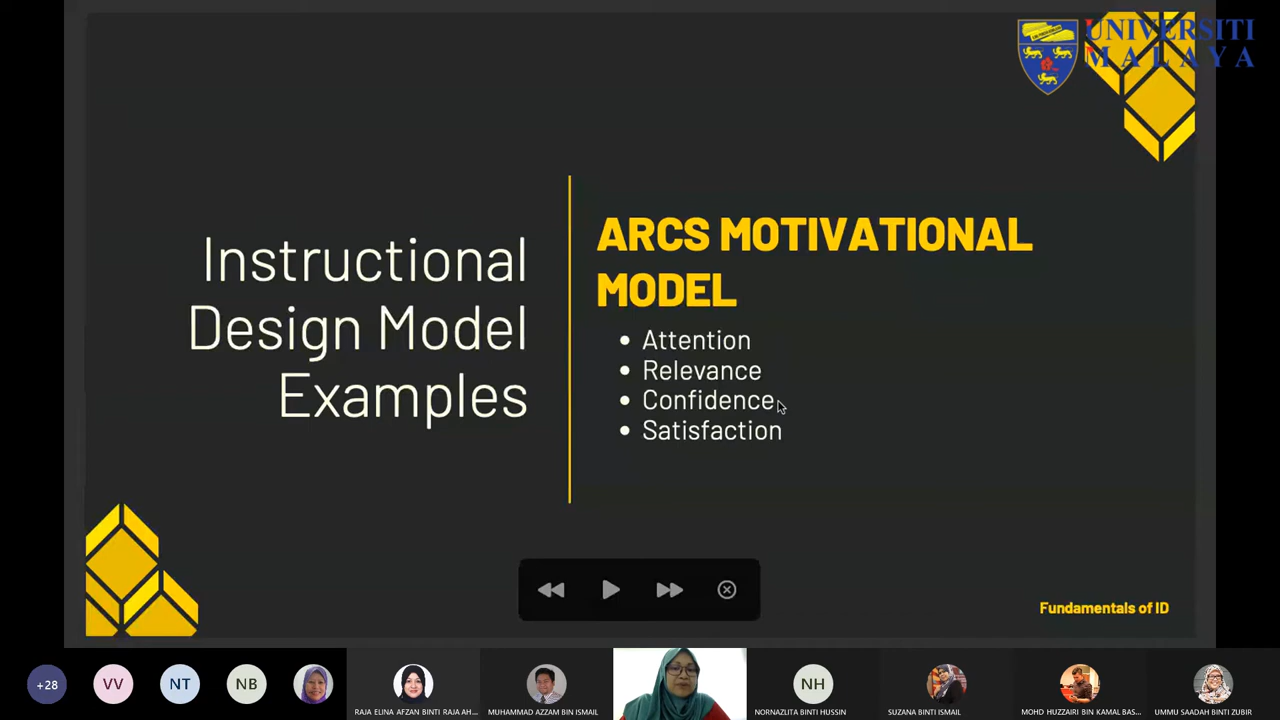 UNIVERSITI
MALAYA
Instructional
Design Model
Examples
ARCS MOTIVATIONAL
MODEL
• Attention
• Relevance
• Confidence
• Satisfaction
Fundamentals of ID
+28
VV
NT
NB
NH
RAJA ELINA AFZAN BINTI RAJA AH...
MUHAMMAD AZZAM BIN ISMAIL
NORNAZLITA BINTI HUSSIN
SUZANA BINTI ISMAIL
MOHD HUZZAIRI BIN KAMAL BAS...
UMMU SAADAH BINTI ZUBIR